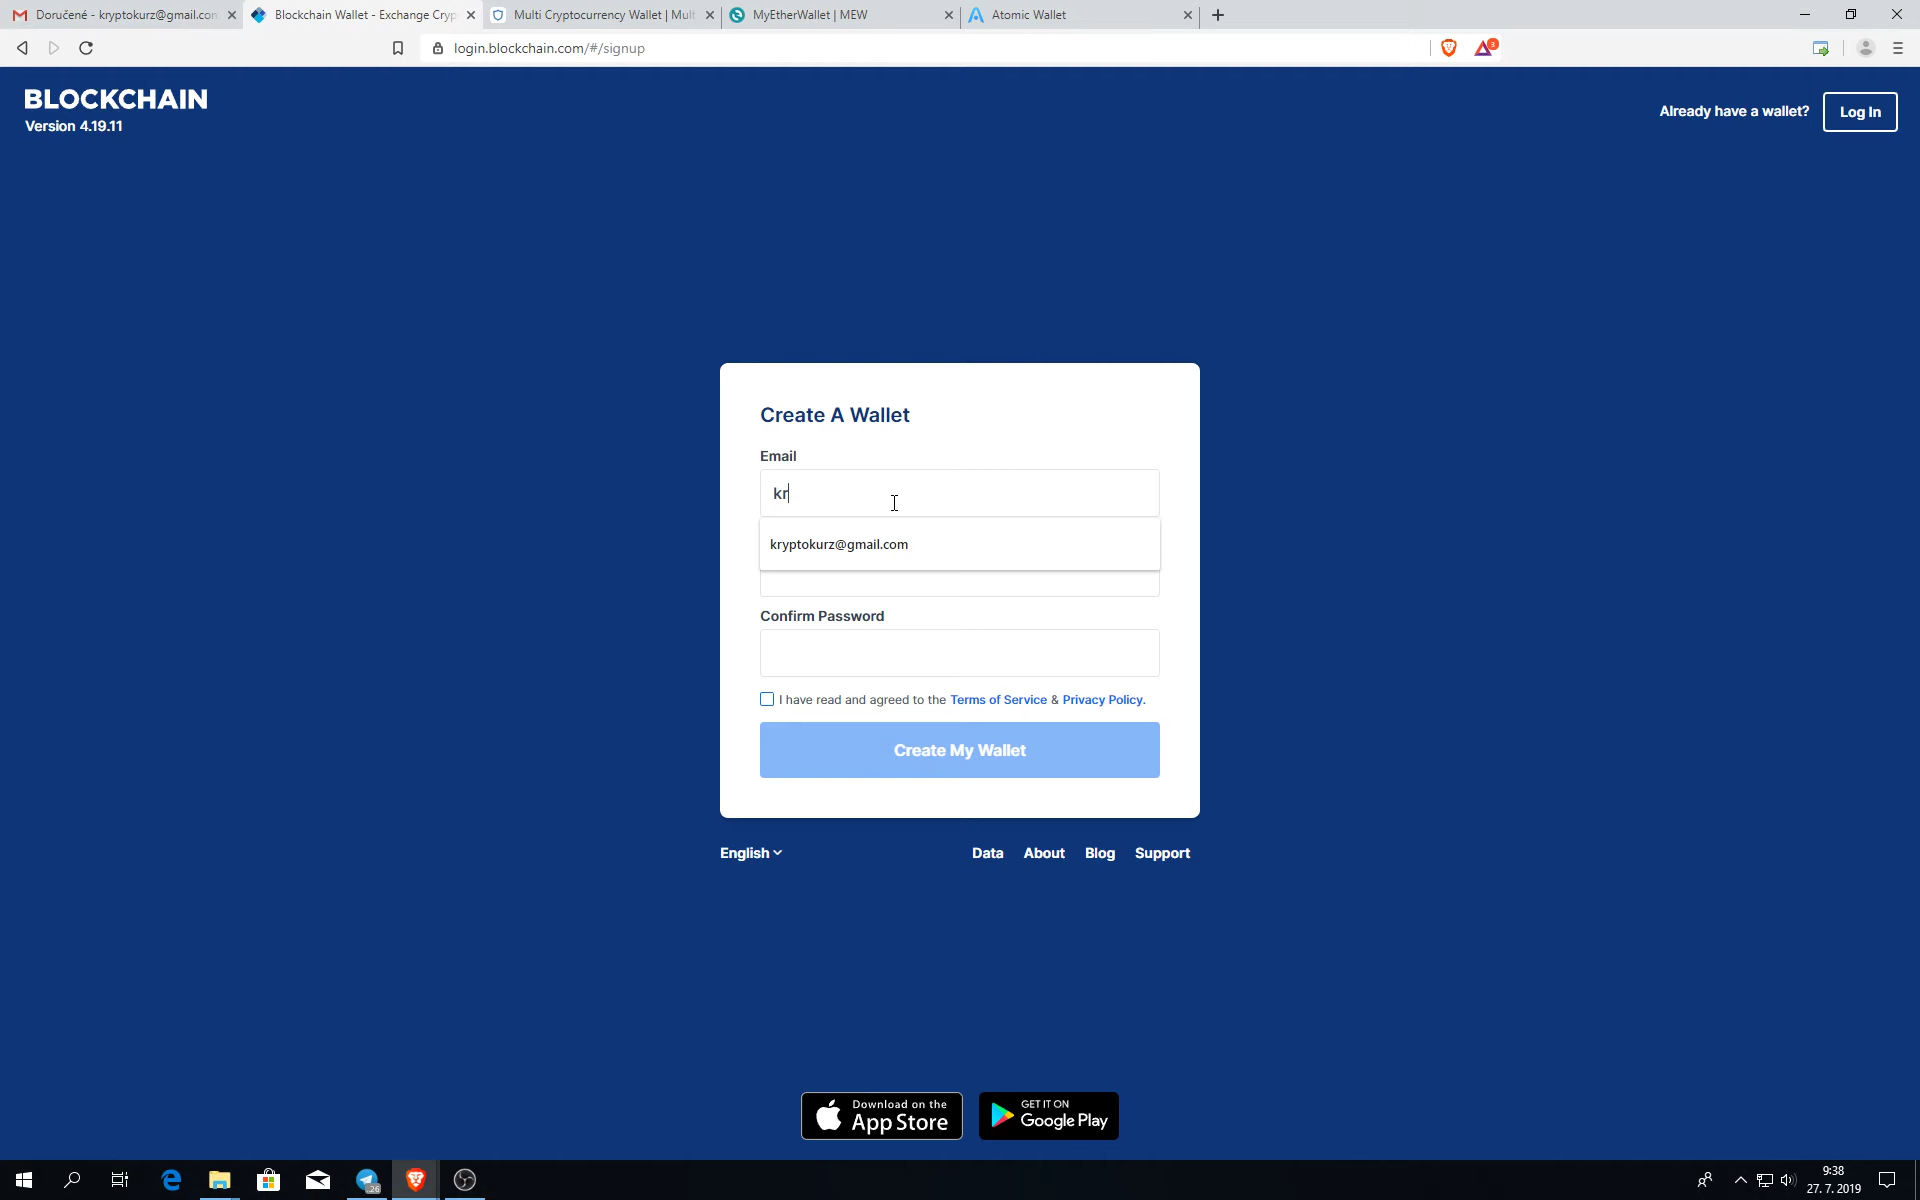 Doručené - kryptokurz@gmail.con
Blockchain Wallet - Exchange Cryp
Multi Cryptocurrency Wallet | Mult
MyEtherWallet | MEW
Atomic Wallet
login.blockchain.com/#/signup
3
BLOCKCHAIN
Version 4.19.11
Already have a wallet?
Log In
Create A Wallet
Email
kr
kryptokurz@gmail.com
Confirm Password
I have read and agreed to the Terms of Service & Privacy Policy.
Create My Wallet
English
Data
About
Blog
Support
Download on the
App Store
GET IT ON
Google Play
26
9:38
27. 7. 2019